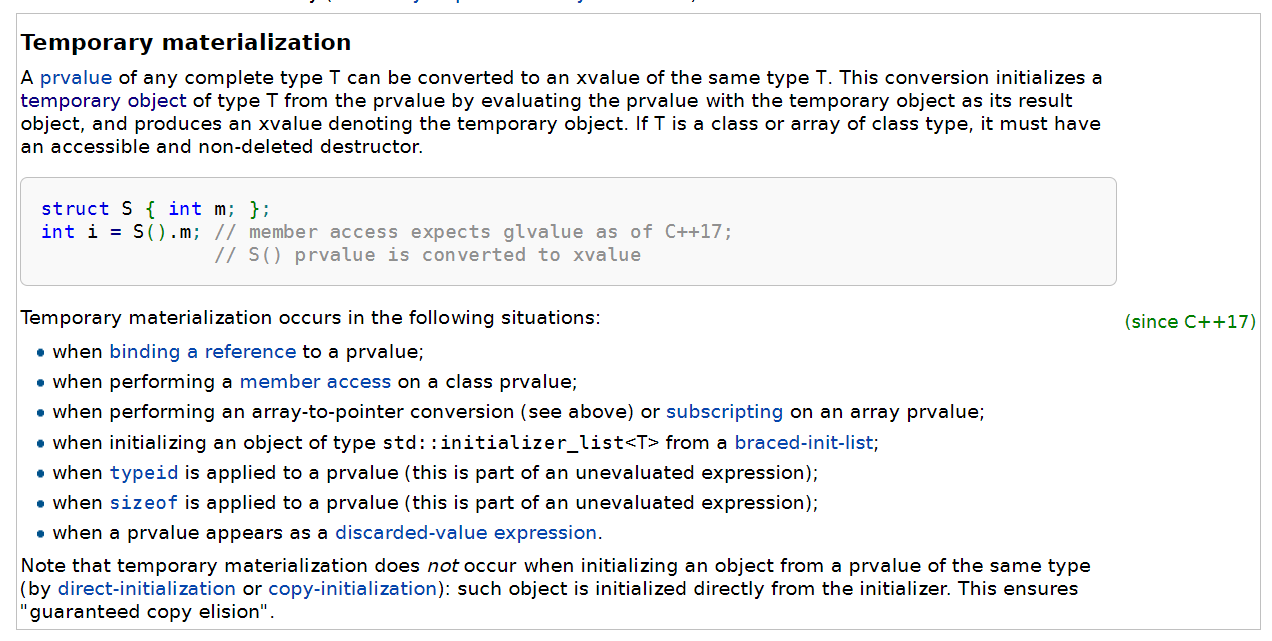 Temporary materialization
A prvalue of any complete type T can be converted to an xvalue of the same type T. This conversion initializes a
temporary object of type T from the prvalue by evaluating the prvalue with the temporary object as its result
object, and produces an xvalue denoting the temporary object. If T is a class or array of class type, it must have
an accessible and non-deleted destructor.
struct S { int m; };
int i = S().m; // member access expects glvalue as of C++17;
// S() prvalue is converted to xvalue
Temporary materialization occurs in the following situations:
(since C++17)
• when binding a reference to a prvalue;
• when performing a member access on a class prvalue;
• when performing an array-to-pointer conversion (see above) or subscripting on an array prvalue;
• when initializing an object of type std::initializer_list<T> from a braced-init-list;
• when typeid is applied to a prvalue (this is part of an unevaluated expression);
• when sizeof is applied to a prvalue (this is part of an unevaluated expression);
• when a prvalue appears as a discarded-value expression.
Note that temporary materialization does not occur when initializing an object from a prvalue of the same type
(by direct-initialization or copy-initialization): such object is initialized directly from the initializer. This ensures
"guaranteed copy elision".